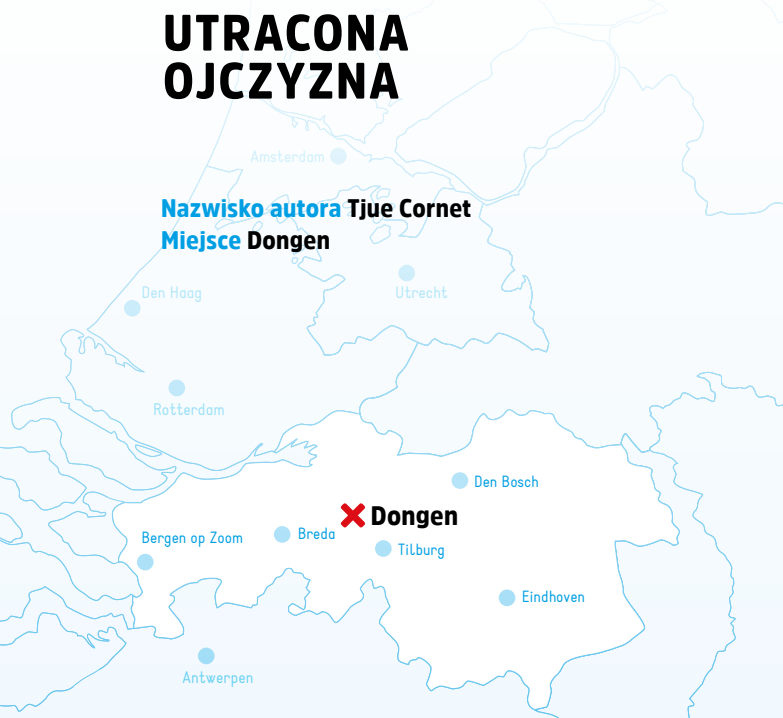 UTRACONA
OJCZYZNA
Amsterdam
Nazwisko autora Tjue Cornet
Miejsce Dongen
Utrecht
Den Haag
Rotterdam
Den Bosch
Dongen
Bergen op Zoom
Breda
Tilburg
Eindhoven
Antwerpen